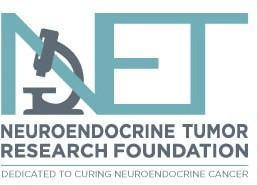 NET
NEUROENDOCRINE TUMOR
RESEARCH FOUNDATION
DEDICATED TO CURING NEUROENDOCRINE CANCER